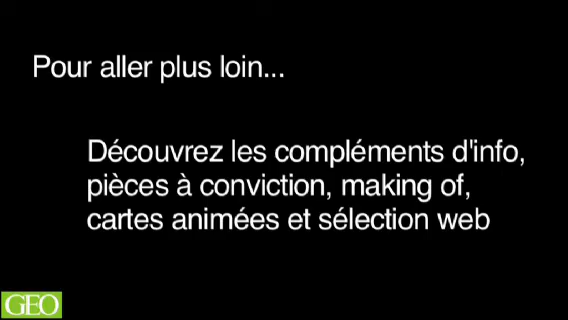 Pour aller plus loin...
Découvrez les compléments d'info,
pièces à conviction, making of,
cartes animées et sélection web
GEO